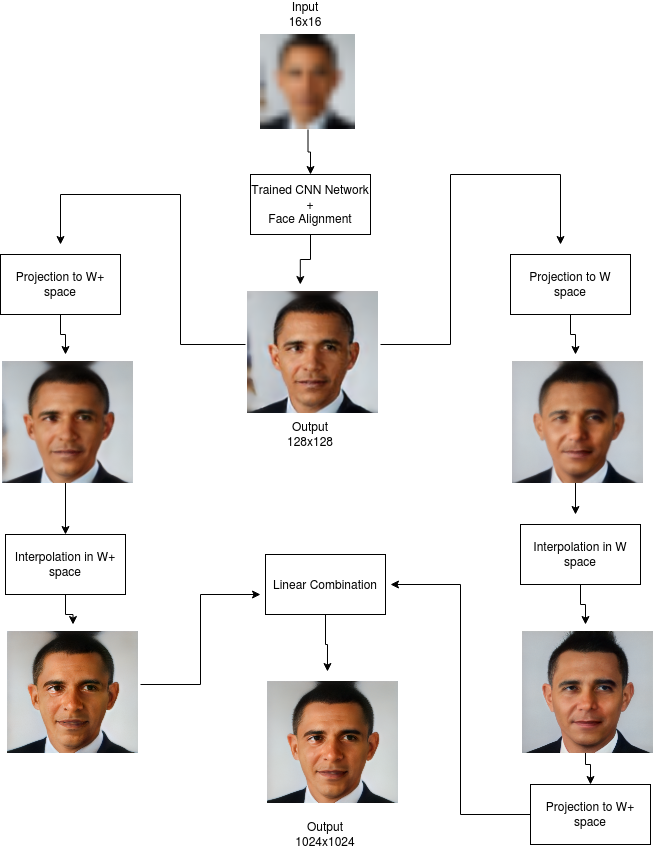 Input
16x16
Trained CNN Network
+
Face Alignment
Projection to W+
space
Projection to W
space
Output
128x128
Interpolation in W+
space
Linear Combination
Interpolation in W
space
Projection to W+
space
Output
1024x1024